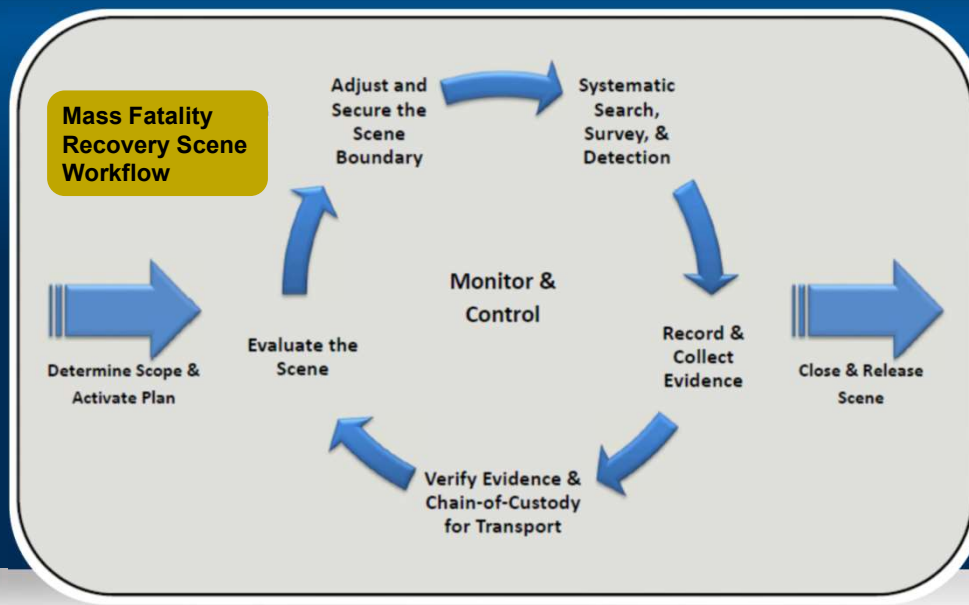 Mass Fatality
Recovery Scene
Workflow
Adjust and
Secure the
Scene
Boundary
Systematic
Search,
Survey, &
Detection
Monitor &
Control
Determine Scope &
Activate Plan
Evaluate the
Scene
Record &
Collect
Evidence
Close & Release
Scene
Verify Evidence &
Chain-of-Custody
for Transport